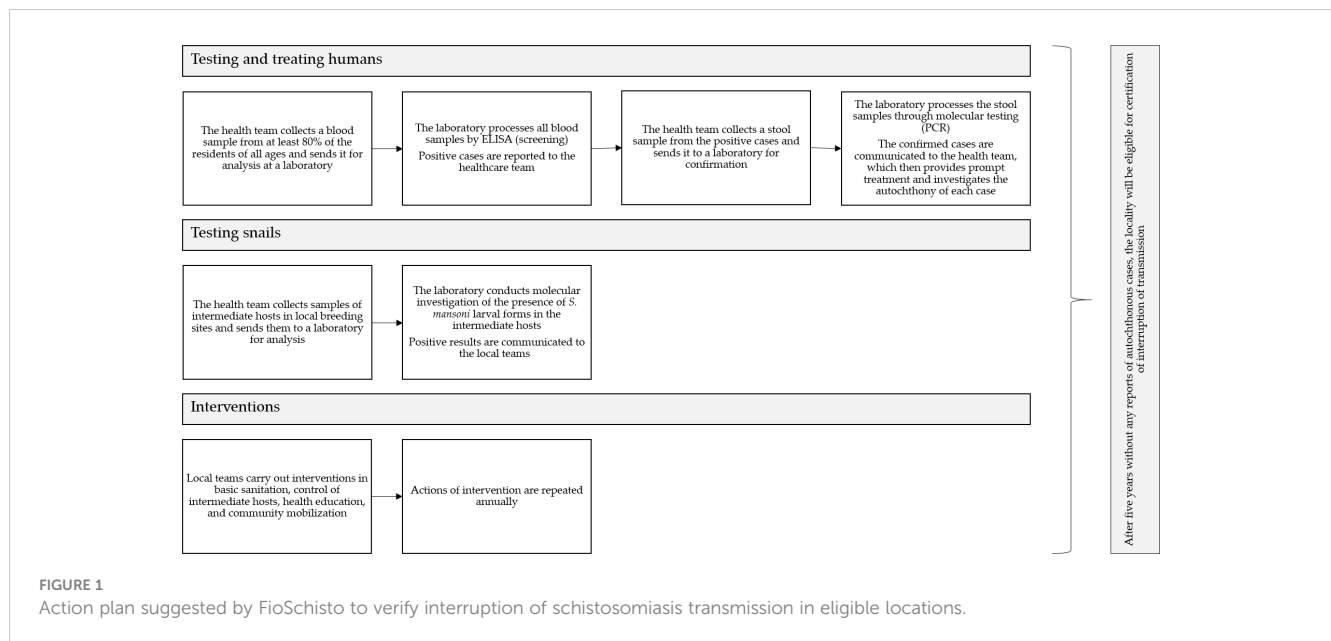 Testing and treating humans
The health team collects a blood
sample from at least 80% of the
residents of all ages and sends it for
analysis at a laboratory
The laboratory processes all blood
samples by ELISA (screening)
Positive cases are reported to the
healthcare team
The health team collects a stool
sample from the positive cases and
sends it to a laboratory for
confirmation
The laboratory processes the stool
samples through molecular testing
(PCR)
The confirmed cases are
communicated to the health team,
which then provides prompt
treatment and investigates the
autochthony of each case
Testing snails
The health team collects samples of
intermediate hosts in local breeding
sites and sends them to a laboratory
for analysis
The laboratory conducts molecular
investigation of the presence of S.
mansoni larval forms in the
intermediate hosts
Positive results are communicated to
the local teams
Interventions
Local teams carry out interventions in
basic sanitation, control of
intermediate hosts, health education,
and community mobilization
Actions of intervention are repeated
annually
After five years without any reports of autochthonous cases, the locality will be eligible for certification
of interruption of transmission
FIGURE 1
Action plan suggested by FioSchisto to verify interruption of schistosomiasis transmission in eligible locations.